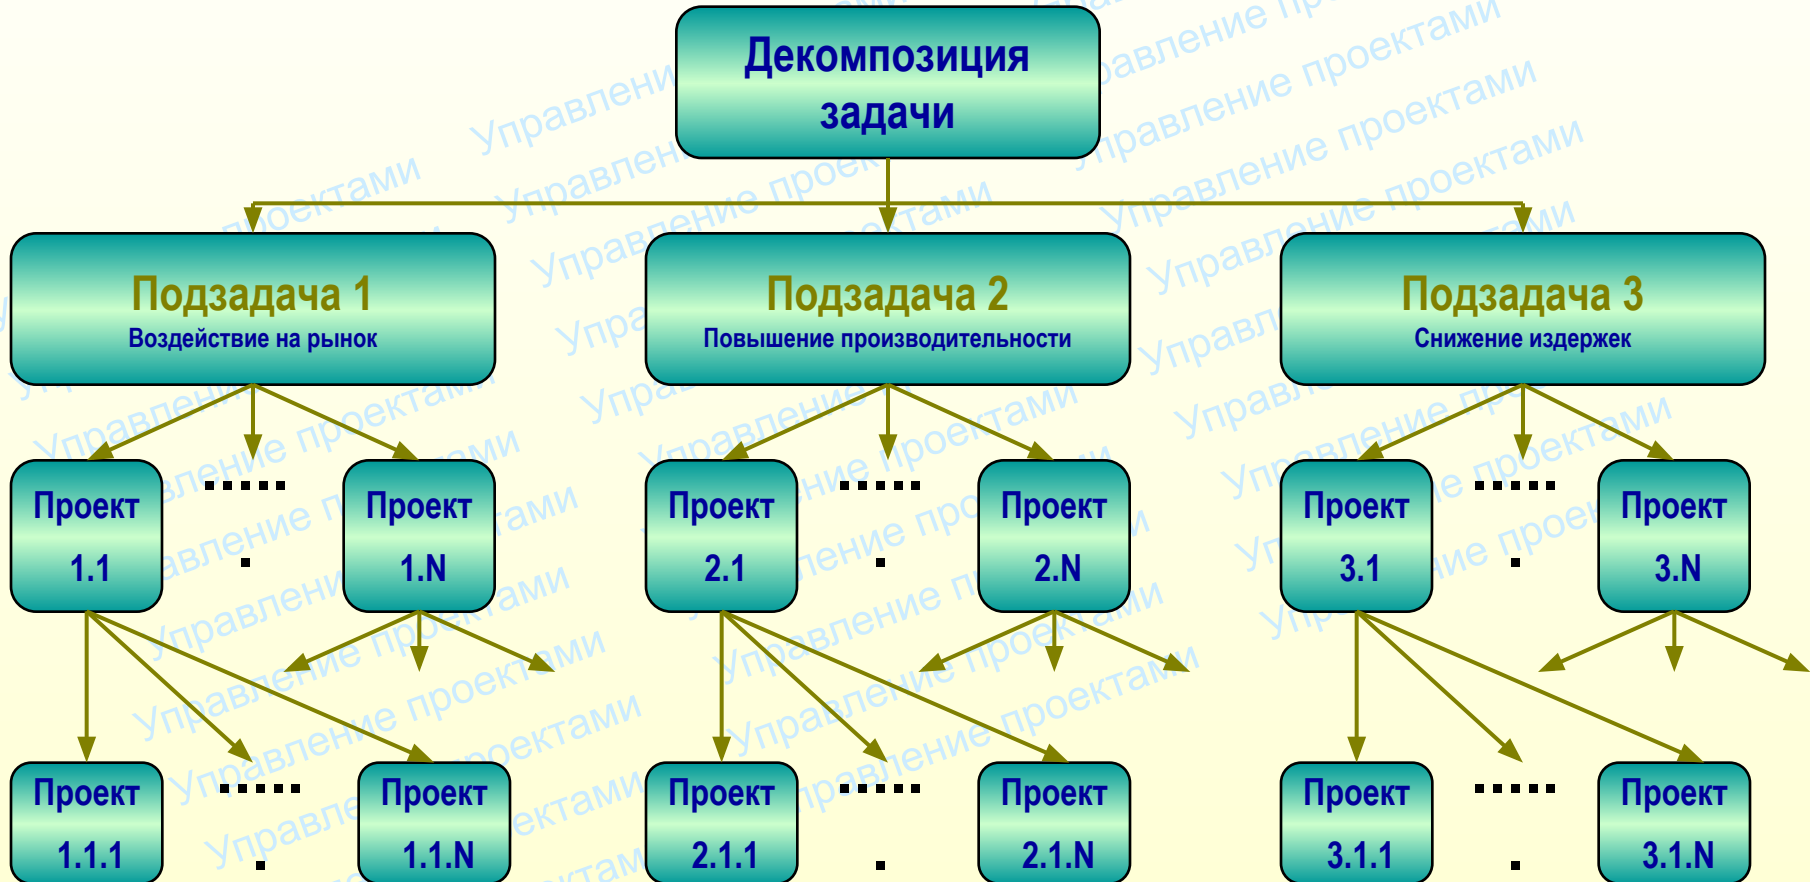 Декомпозиция
задачи
Подзадача 1
Воздействие на рынок
Подзадача 2
Повышение производительности
Подзадача 3
Снижение издержек
Проект
1.1
......
Проект
1.N
Проект
2.1
......
Проект
2.N
Проект
3.1
......
Проект
3.N
Проект
1.1.1
......
Проект
1.1.N
Проект
2.1.1
......
Проект
2.1.N
Проект
3.1.1
......
Проект
3.1.N
Управление проектами